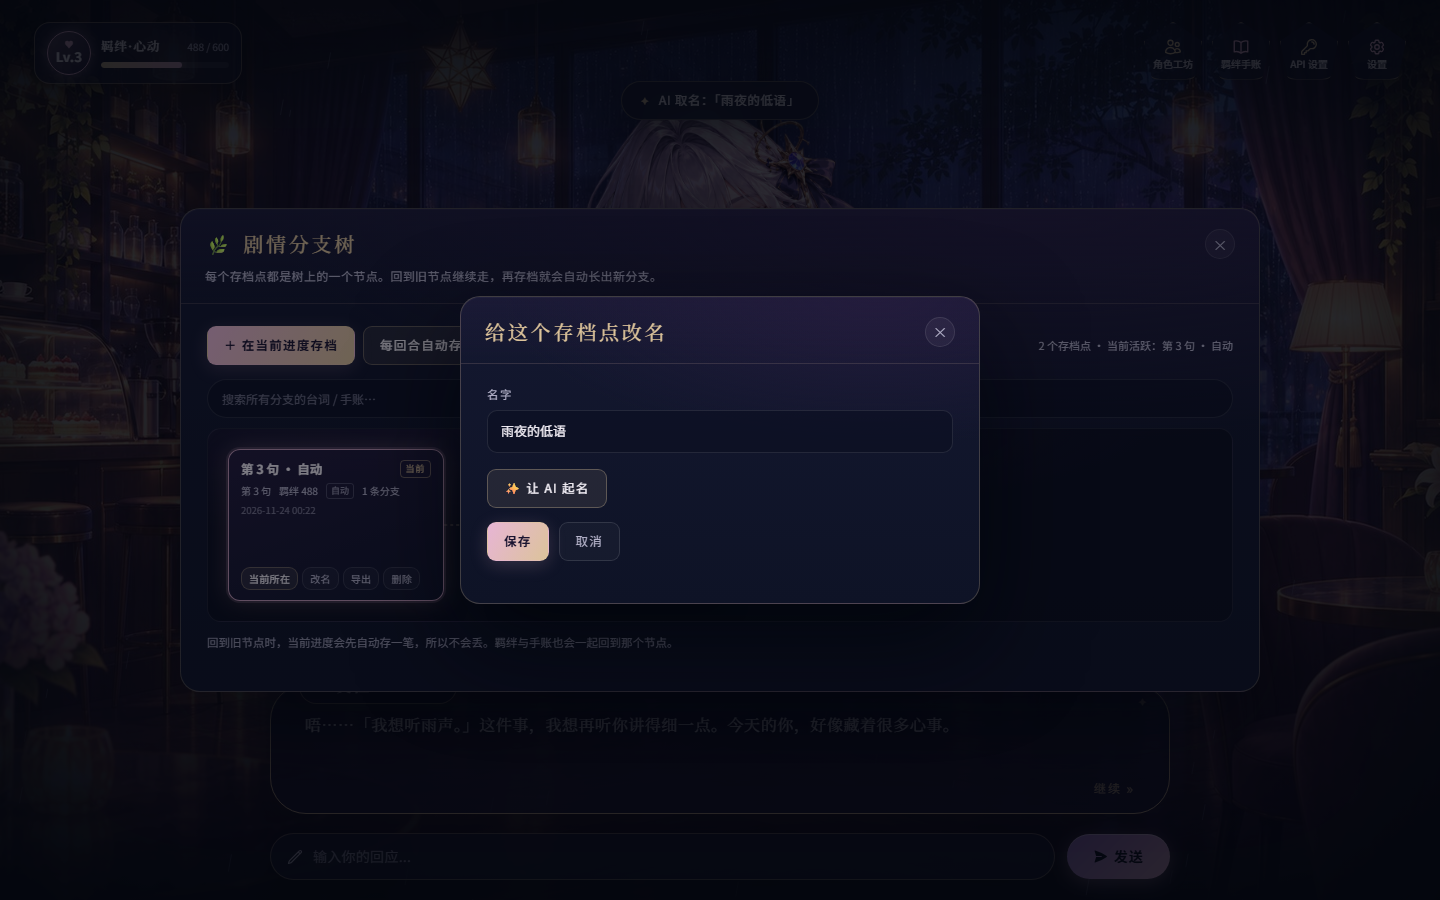 Lv.3
羁绊·心动
488 / 600
角色工坊
羁绊手账
API 设置
设置
✦ AI 取名:「雨夜的低语」
剧情分支树
每个存档点都是树上的一个节点。回到旧节点继续走,再存档就会自动长出新分支。
+ 在当前进度存档
每回合自动存
2 个存档点 · 当前活跃:第 3 句 · 自动
搜索所有分支的台词 / 手账…
第 3 句 · 自动
当前
第 3 句 羁绊 488 自动 1 条分支
2026-11-24 00:22
当前所在
改名
导出
删除
给这个存档点改名
名字
雨夜的低语
✨ 让 AI 起名
保存
取消
回到旧节点时,当前进度会先自动存一笔,所以不会丢。羁绊与手账也会一起回到那个节点。
唔……「我想听雨声。」这件事,我想再听你讲得细一点。今天的你,好像藏着很多心事。
继续 »
输入你的回应...
发送